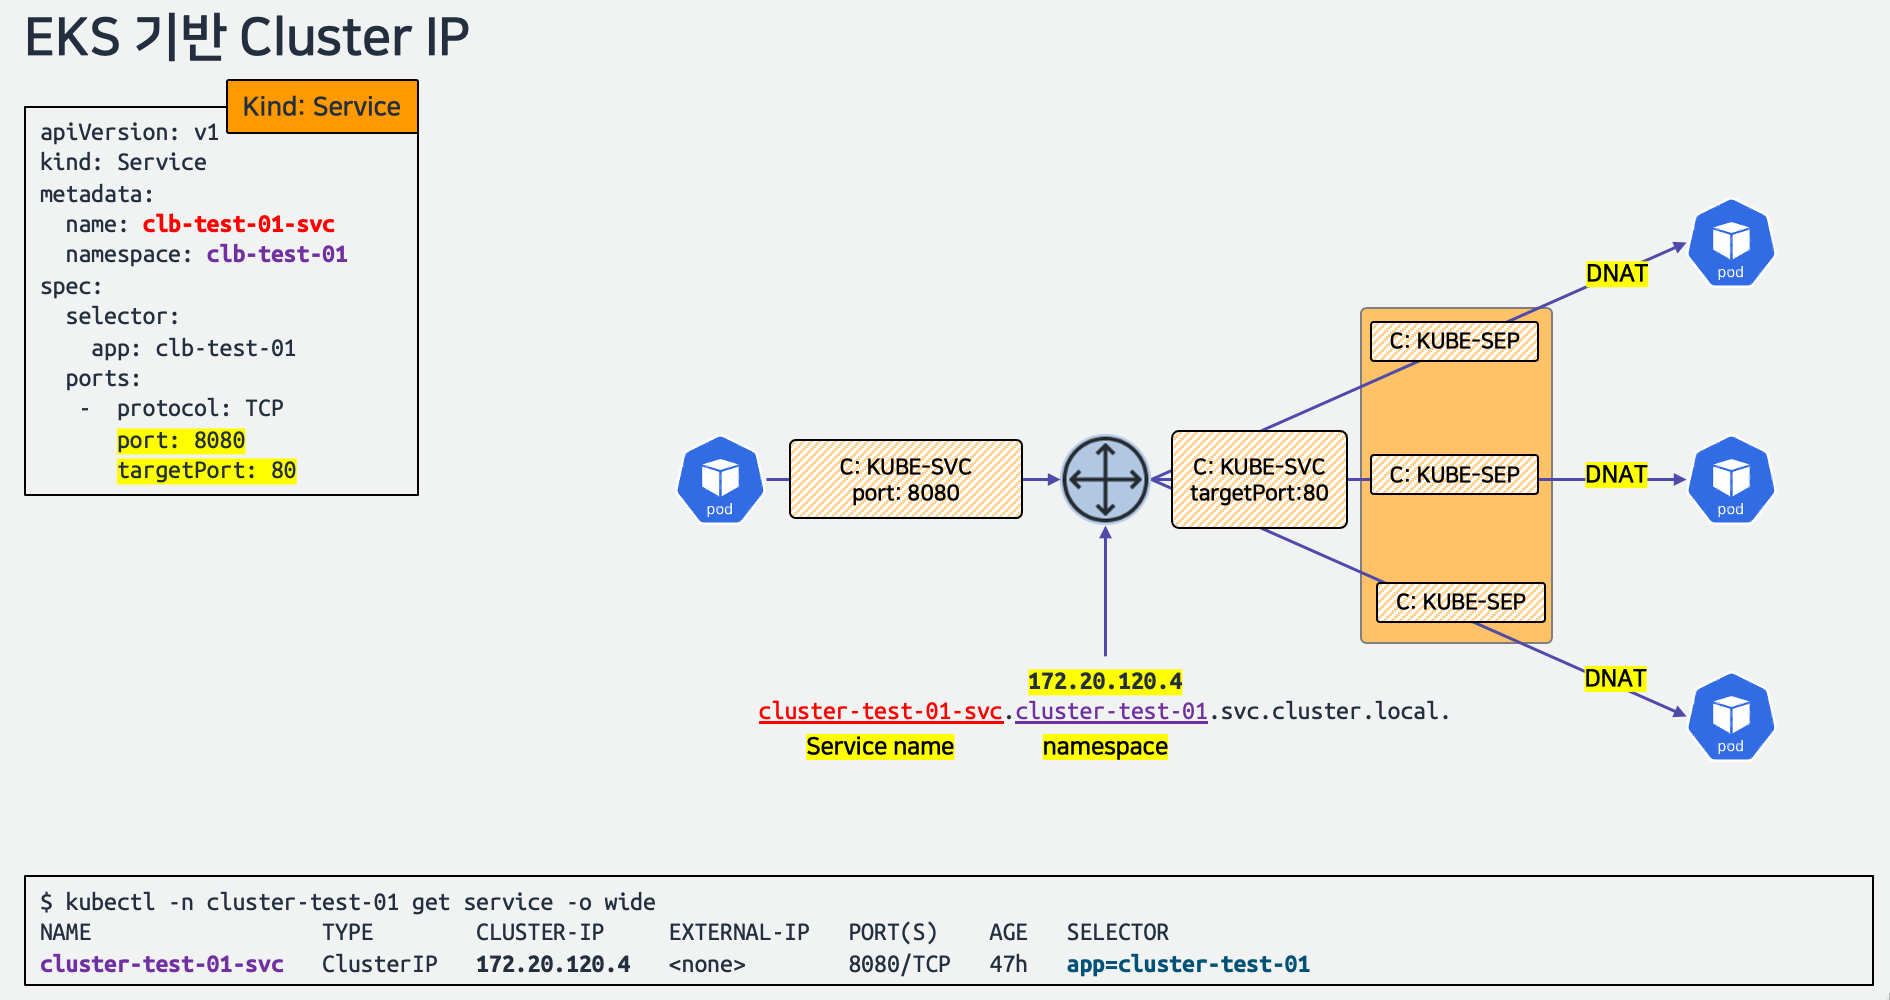 EKS 기반 Cluster IP
Kind: Service
apiVersion: v1
kind: Service
metadata:
  name: clb-test-01-svc
  namespace: clb-test-01
spec:
  selector:
    app: clb-test-01
  ports:
   -  protocol: TCP
      port: 8080
      targetPort: 80
pod
C: KUBE-SVC
port: 8080
C: KUBE-SVC
targetPort:80
C: KUBE-SEP
C: KUBE-SEP
C: KUBE-SEP
DNAT
DNAT
DNAT
pod
pod
pod
172.20.120.4
cluster-test-01-svc.cluster-test-01.svc.cluster.local.
Service name namespace
$ kubectl -n cluster-test-01 get service -o wide
NAME TYPE CLUSTER-IP EXTERNAL-IP PORT(S) AGE SELECTOR
cluster-test-01-svc ClusterIP 172.20.120.4 <none> 8080/TCP 47h app=cluster-test-01